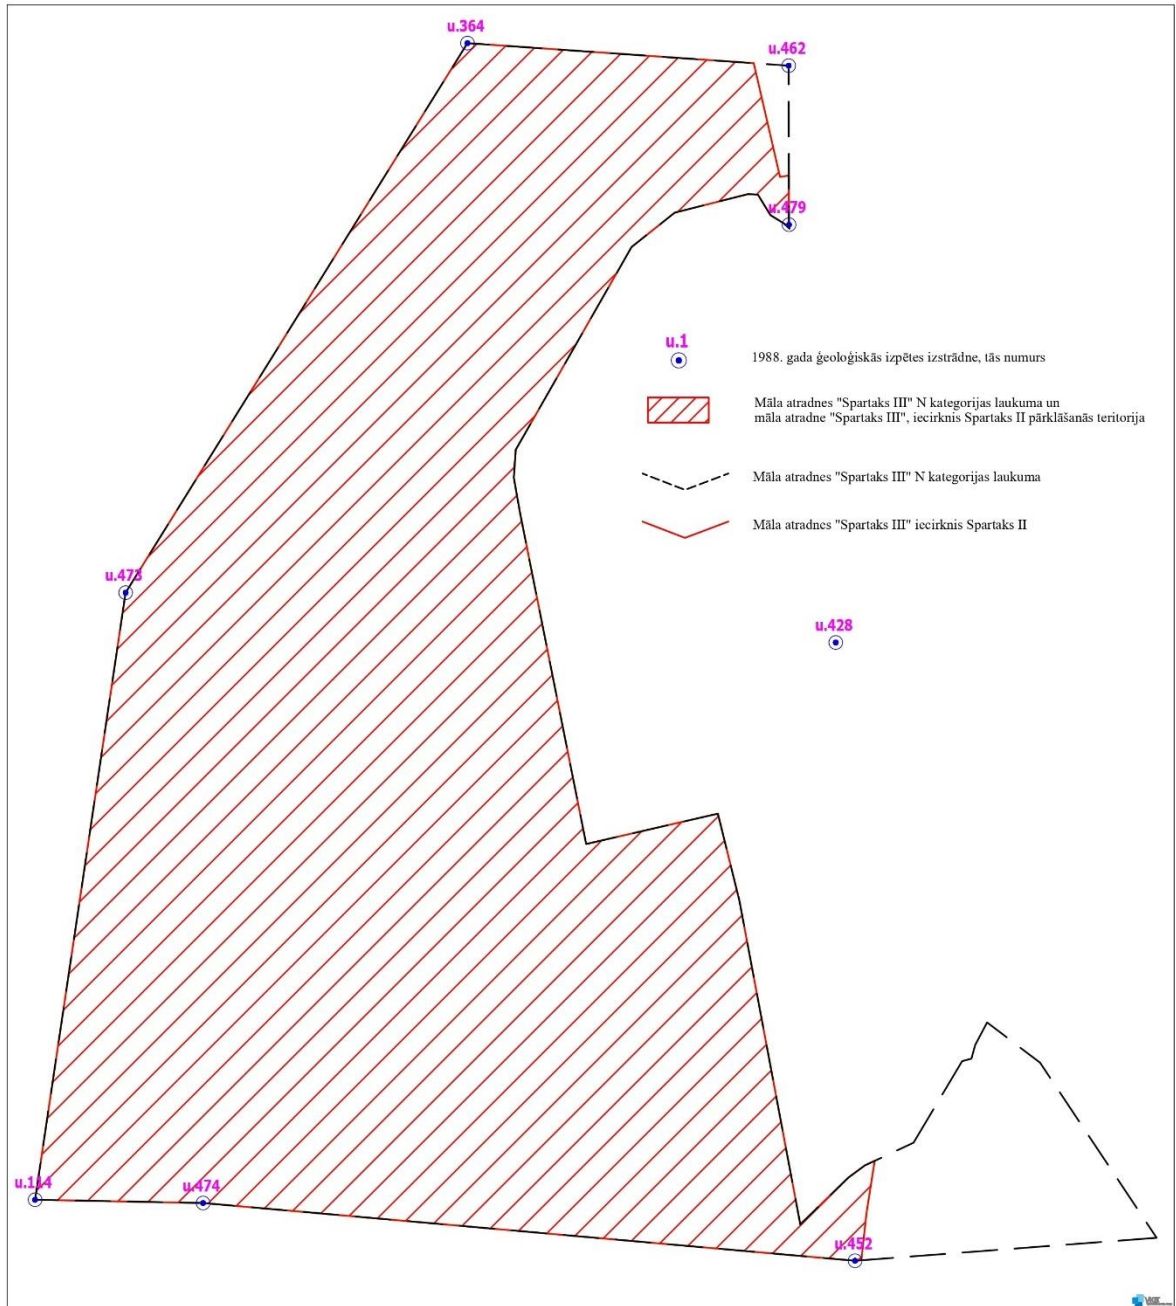 u.364
u.462
u.479
u.1
1988. gada ģeoloģiskās izpētes izstrādne, tās numurs
Māla atradnes "Spartaks III" N kategorijas laukuma un
māla atradne "Spartaks III", iecirknis Spartaks II pārklāšanās teritorija
Māla atradnes "Spartaks III" N kategorijas laukuma
Māla atradnes "Spartaks III" iecirknis Spartaks II
u.473
u.428
u.114
u.474
u.452